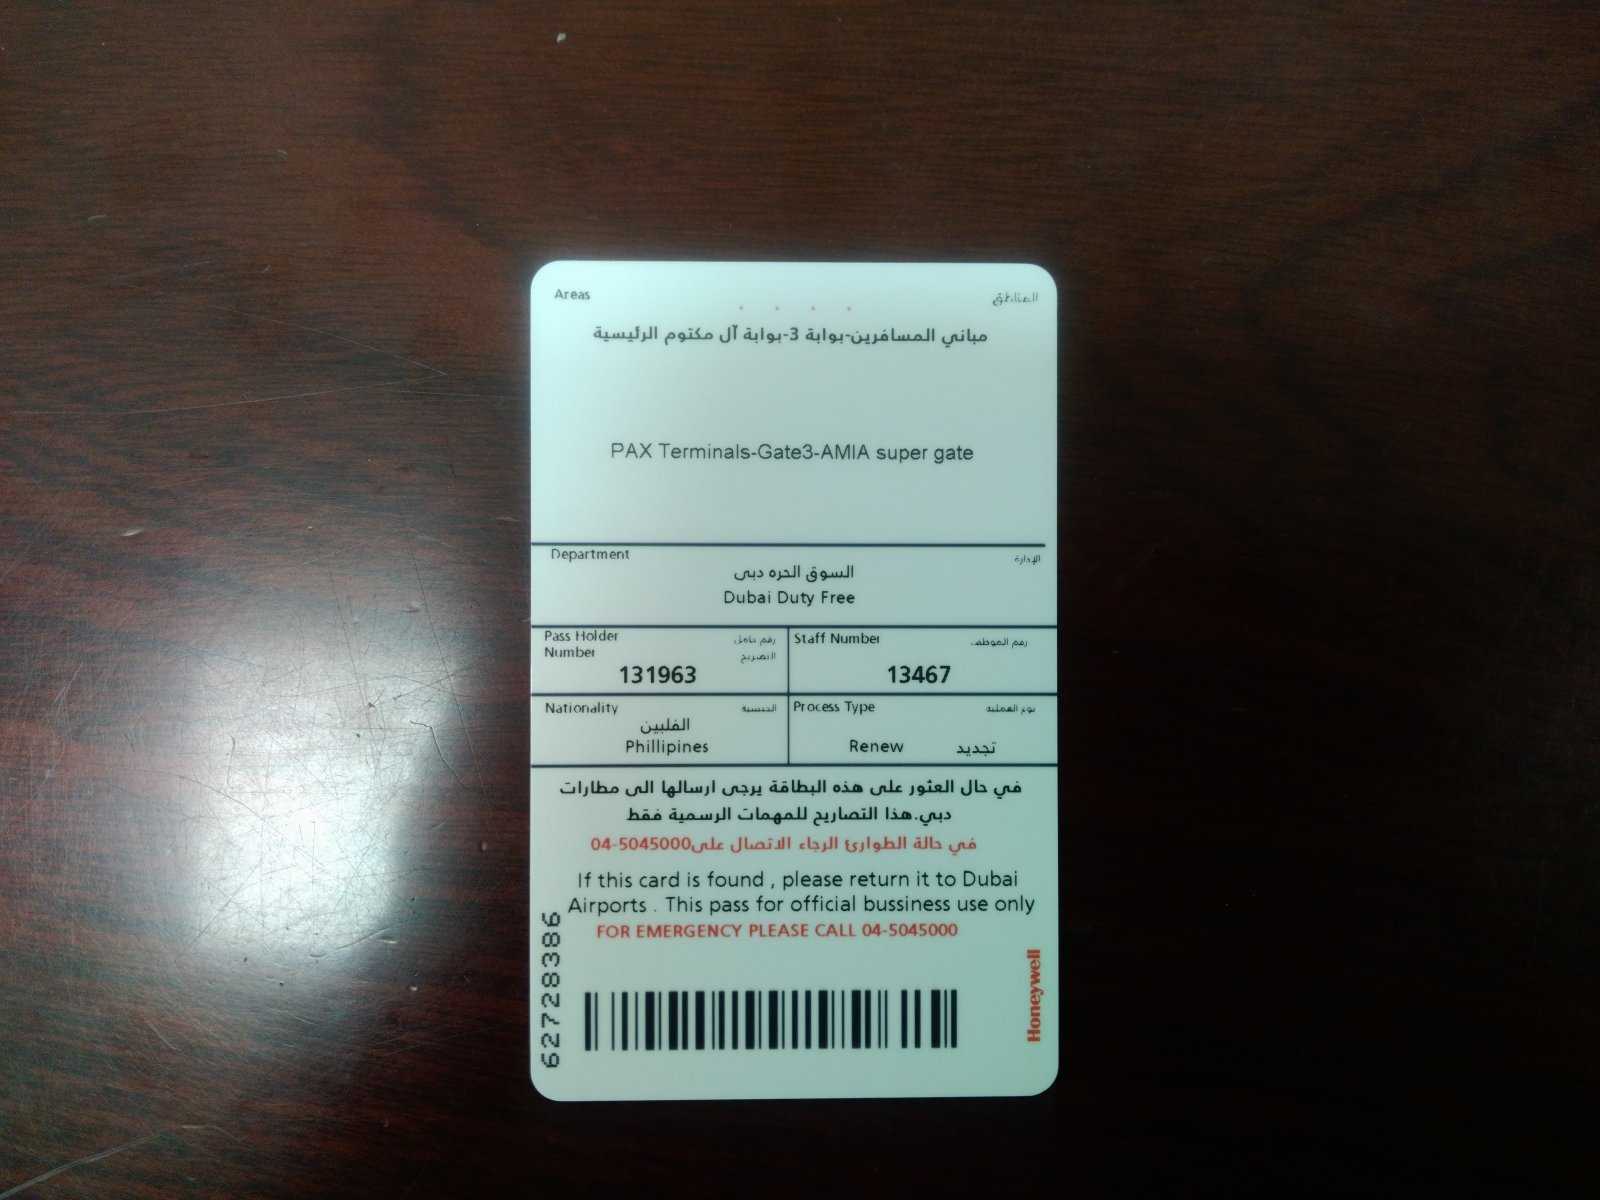 Areas المناطق
مباني المسافرين-بوابة 3-بوابة آل مكتوم الرئيسية
PAX Terminals-Gate3-AMIA super gate
Department الإدارة
السوق الحره دبى
Dubai Duty Free
Pass Holder Number رقم حامل التصريح
131963
Staff Number رقم الموظف
13467
Nationality الجنسية
الفلبين
Phillipines
Process Type نوع العملية
Renew تجديد
في حال العثور على هذه البطاقة يرجى ارسالها الى مطارات
دبي.هذا التصاريح للمهمات الرسمية فقط
في حالة الطوارئ الرجاء الاتصال على04-5045000
If this card is found , please return it to Dubai
Airports . This pass for official bussiness use only
FOR EMERGENCY PLEASE CALL 04-5045000
62728386
Honeywell